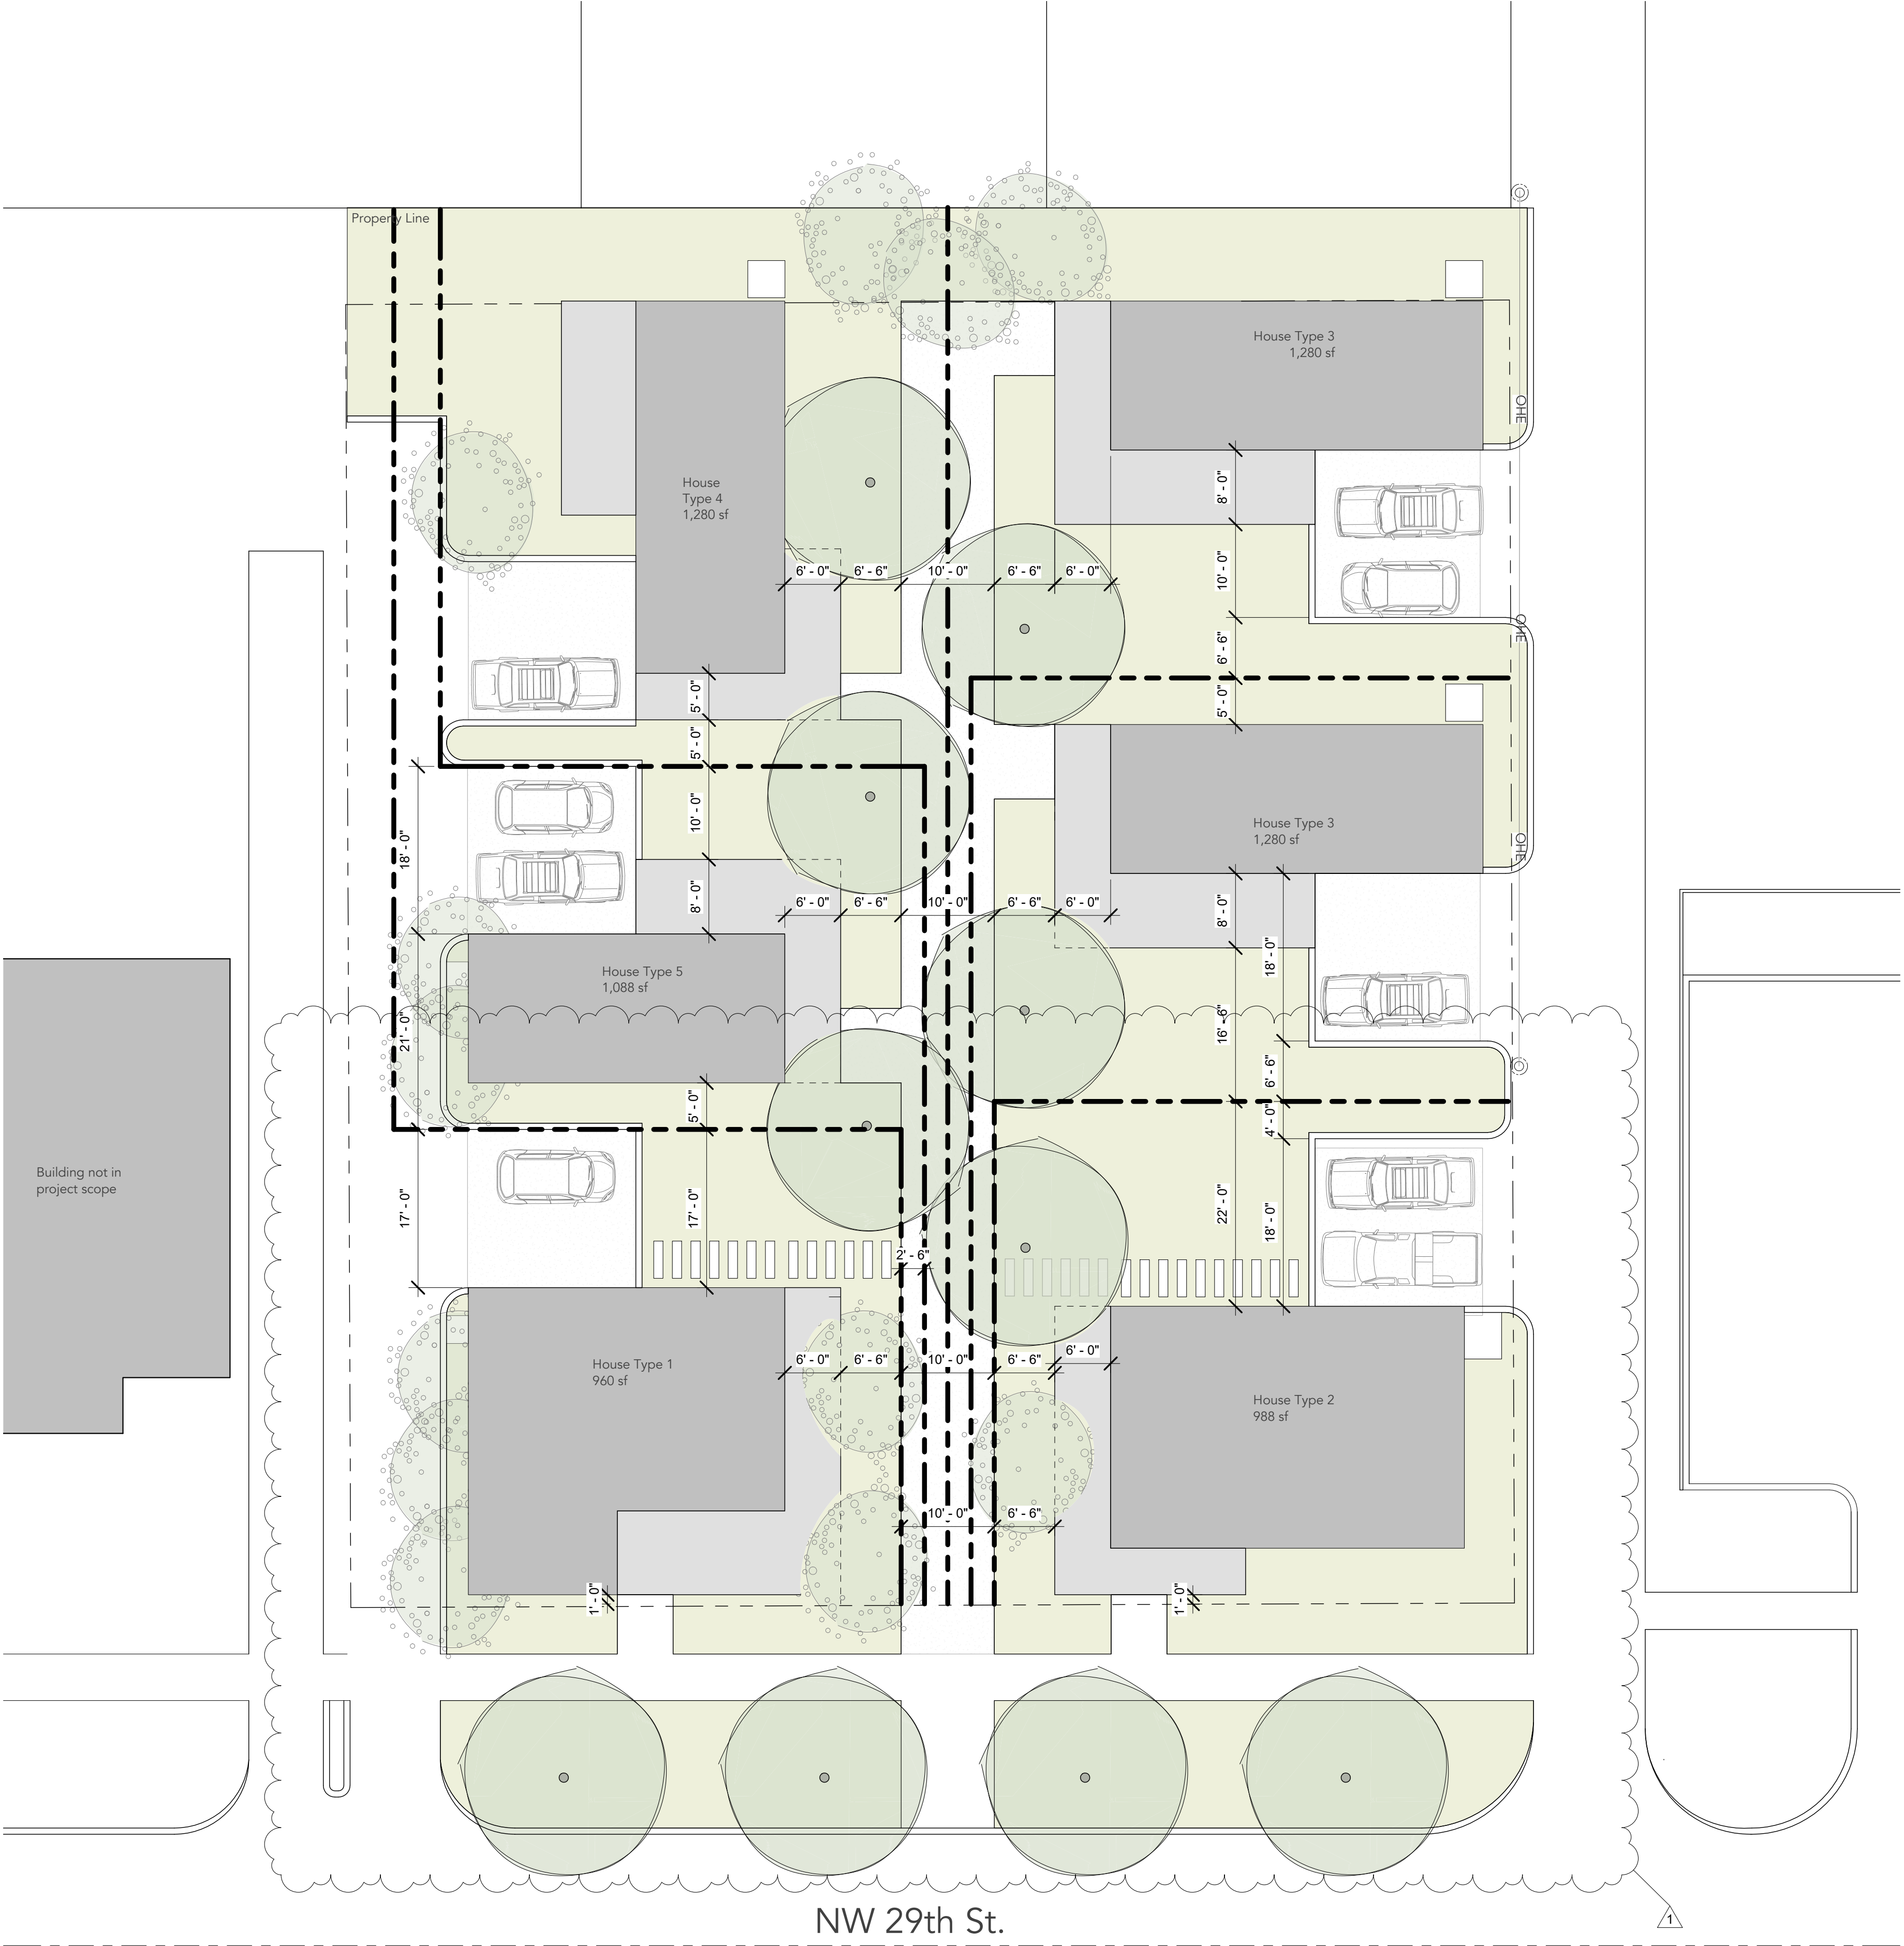 Property Line
House Type 3
1,280 sf
OHE
8' - 0"
House
Type 4
1,280 sf
6' - 0"
6' - 6"
10' - 0"
6' - 6"
6' - 0"
10' - 0"
OHE
6' - 6"
5' - 0"
5' - 0"
5' - 0"
10' - 0"
18' - 0"
House Type 3
1,280 sf
OHE
8' - 0"
6' - 0"
6' - 6"
10' - 0"
6' - 6"
6' - 0"
8' - 0"
18' - 0"
House Type 5
1,088 sf
21' - 0"
16' - 6"
6' - 6"
5' - 0"
4' - 0"
Building not in
project scope
17' - 0"
17' - 0"
22' - 0"
18' - 0"
2' - 6"
House Type 1
960 sf
6' - 0"
6' - 6"
10' - 0"
6' - 6"
6' - 0"
House Type 2
988 sf
10' - 0"
6' - 6"
1' - 0"
1' - 0"
NW 29th St.
1